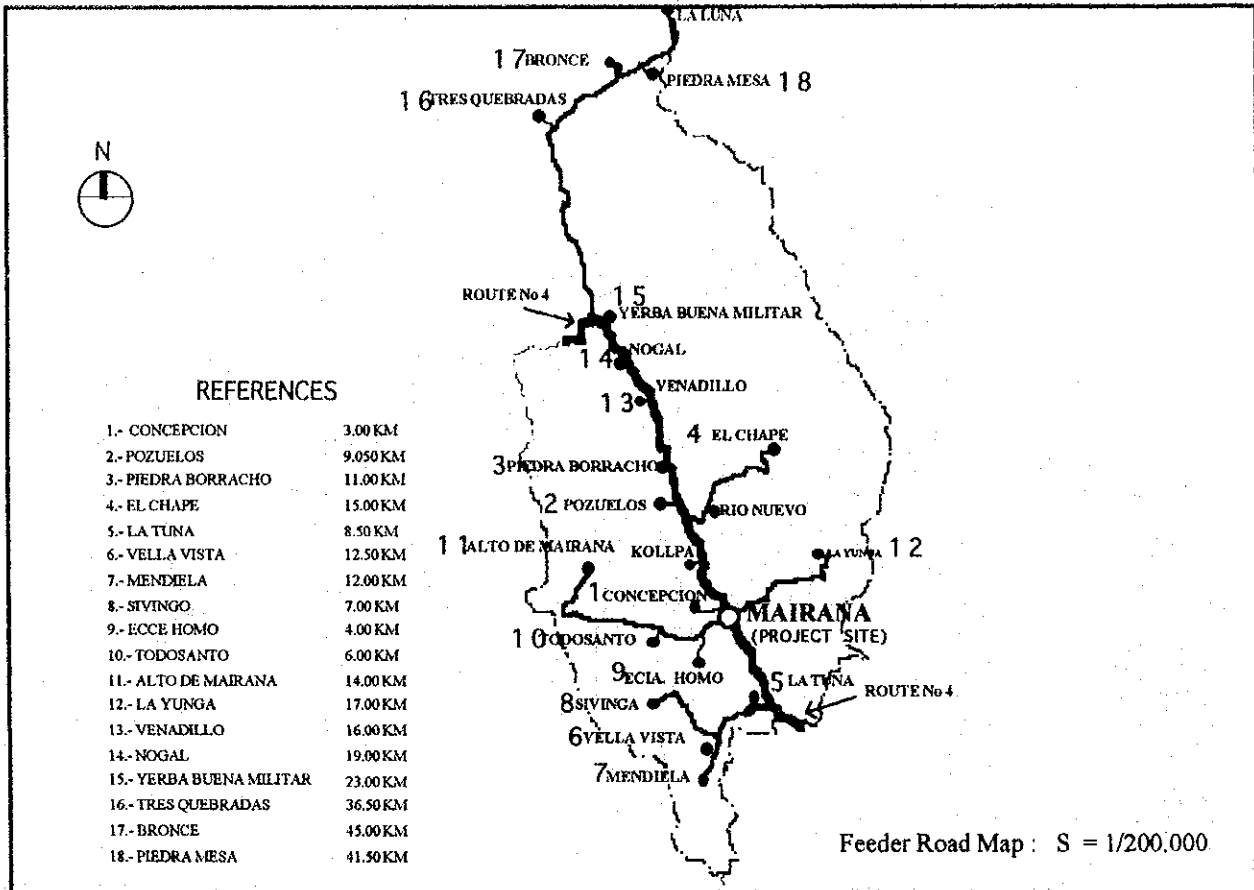 LA LUNA
17 BRONCE
PIEDRA MESA 18
16 TRES QUEBRADAS
N
ROUTE No 4
15
YERBA BUENA MILITAR
14 NOGAL
VENADILLO
13
4 EL CHAPE
3 PIEDRA BORRACHO
2 POZUELOS
RIO NUEVO
11 ALTO DE MAIRANA
KOLLPA
LA YUNGA 12
1 CONCEPCION
MAIRANA
(PROJECT SITE)
10 TODOSANTO
9 ECIA. HOMO
5 LA TUNA
ROUTE No 4
8 SIVINGA
6 VELLA VISTA
7 MENDIELA
REFERENCES
1.- CONCEPCION 3.00 KM
2.- POZUELOS 9.050 KM
3.- PIEDRA BORRACHO 11.00 KM
4.- EL CHAPE 15.00 KM
5.- LA TUNA 8.50 KM
6.- VELLA VISTA 12.50 KM
7.- MENDIELA 12.00 KM
8.- SIVINGO 7.00 KM
9.- ECCE HOMO 4.00 KM
10.- TODOSANTO 6.00 KM
11.- ALTO DE MAIRANA 14.00 KM
12.- LA YUNGA 17.00 KM
13.- VENADILLO 16.00 KM
14.- NOGAL 19.00 KM
15.- YERBA BUENA MILITAR 23.00 KM
16.- TRES QUEBRADAS 36.50 KM
17.- BRONCE 45.00 KM
18.- PIEDRA MESA 41.50 KM
Feeder Road Map : S = 1/200,000